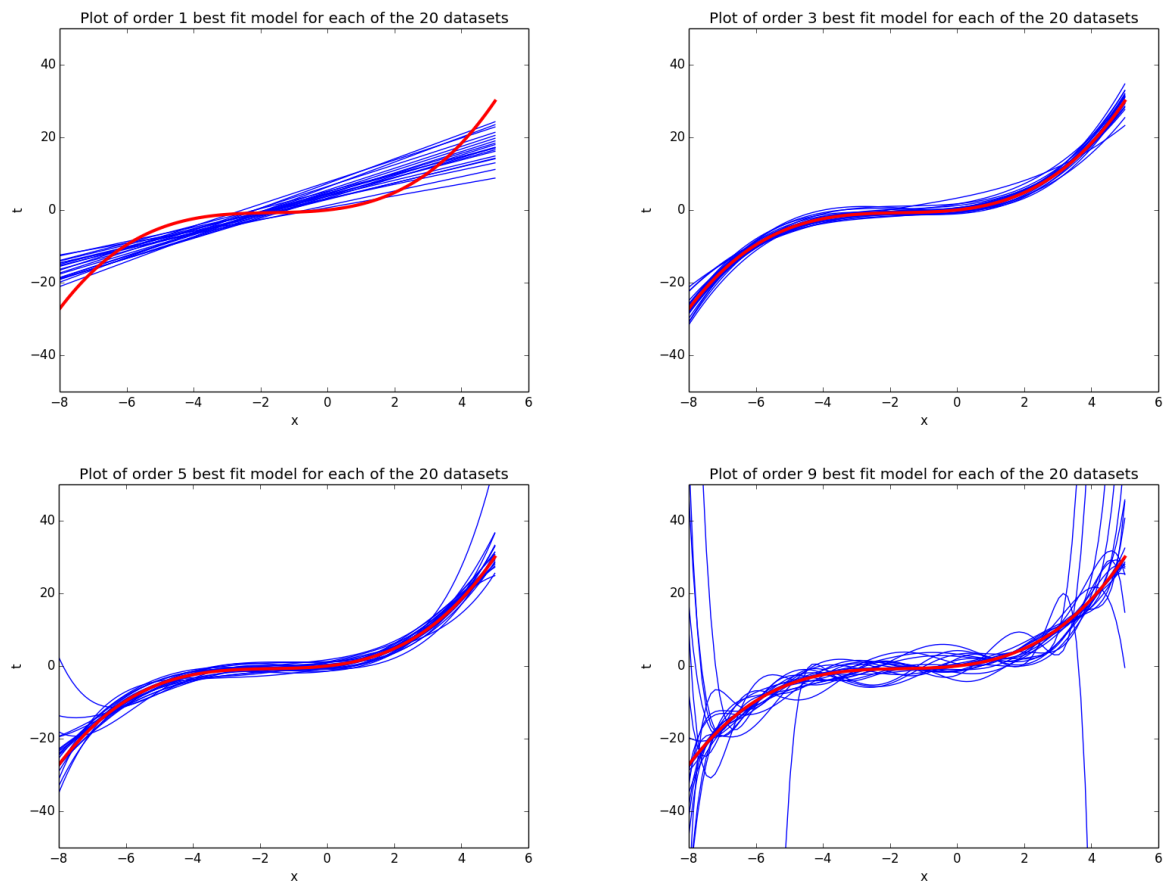 Plot of order 1 best fit model for each of the 20 datasets
40
20
0
−20
−40
t
−8 −6 −4 −2 0 2 4 6
x
Plot of order 3 best fit model for each of the 20 datasets
40
20
0
−20
−40
t
−8 −6 −4 −2 0 2 4 6
x
Plot of order 5 best fit model for each of the 20 datasets
40
20
0
−20
−40
t
−8 −6 −4 −2 0 2 4 6
x
Plot of order 9 best fit model for each of the 20 datasets
40
20
0
−20
−40
t
−8 −6 −4 −2 0 2 4 6
x